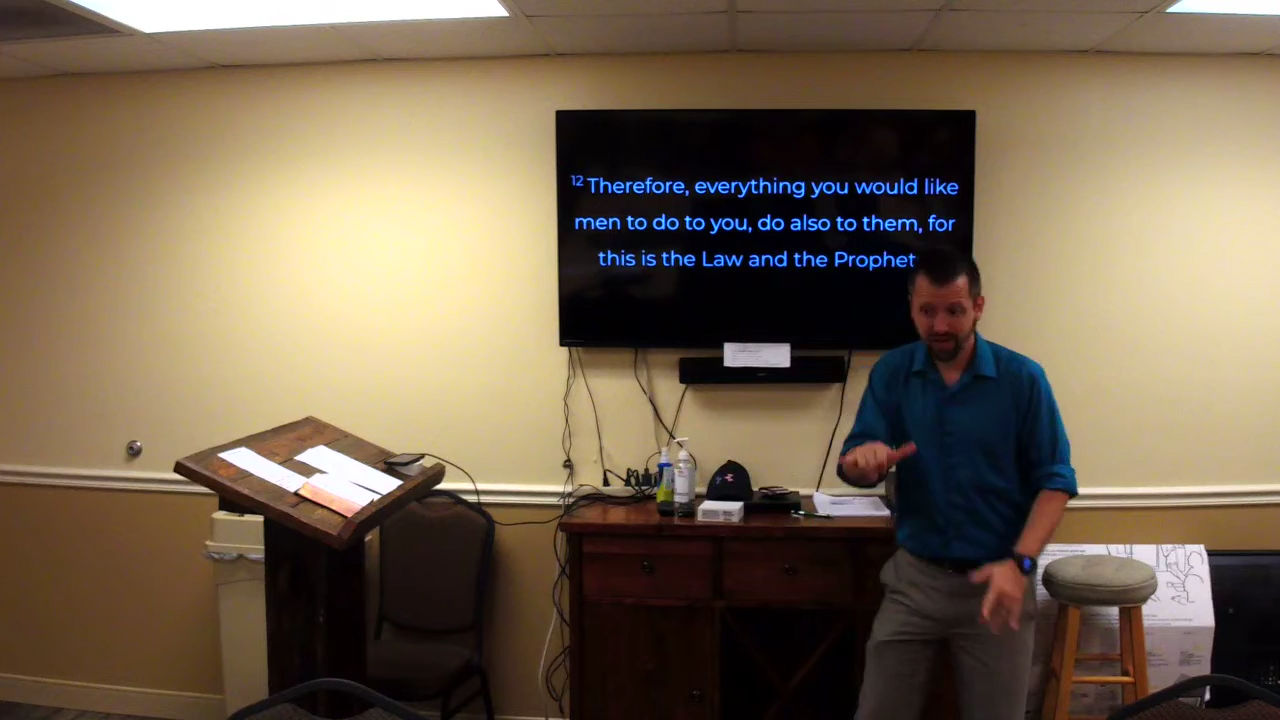 12 Therefore, everything you would like
men to do to you, do also to them, for
this is the Law and the Prophet